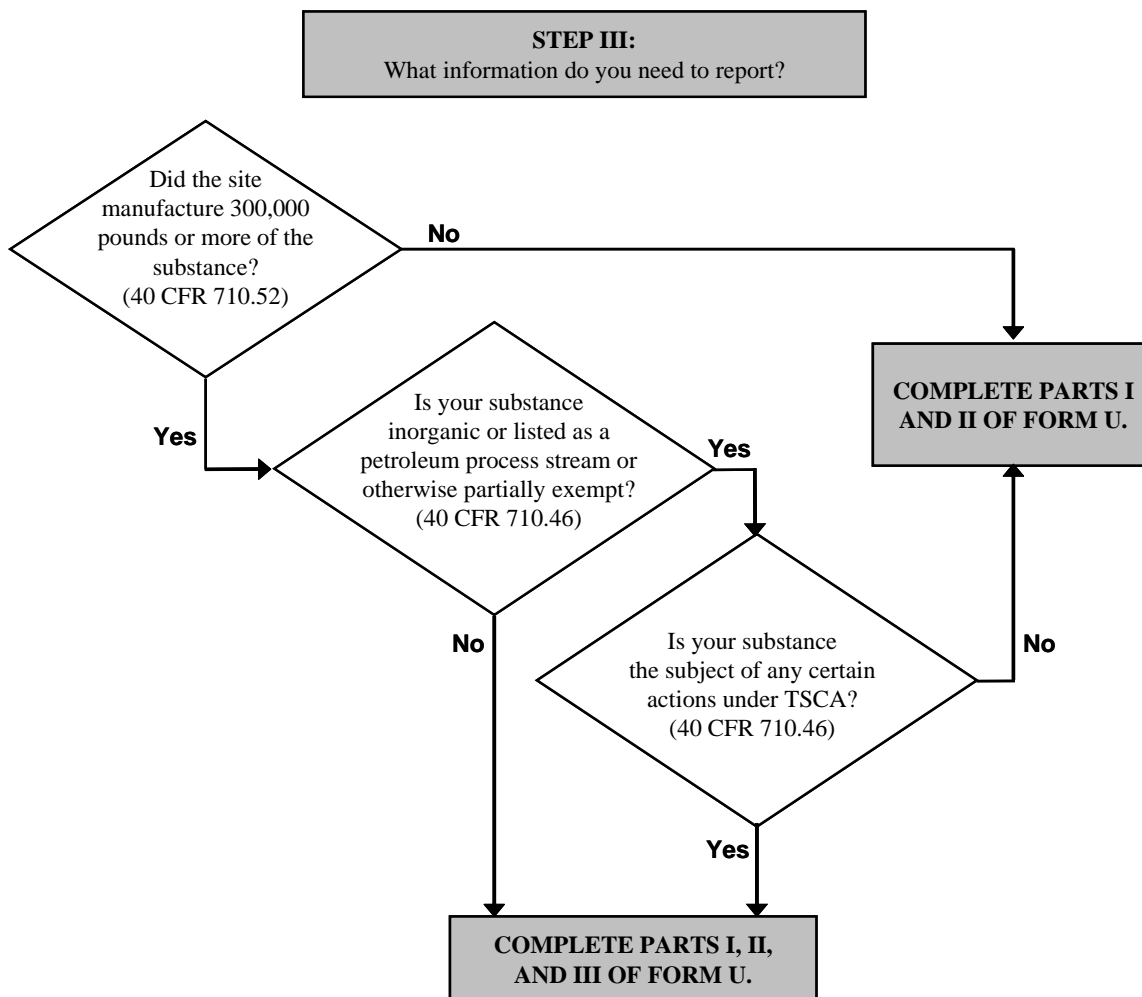 STEP III:
What information do you need to report?
Did the site
manufacture 300,000
pounds or more of the
substance?
(40 CFR 710.52)
No
Yes
COMPLETE PARTS I
AND II OF FORM U.
Is your substance
inorganic or listed as a
petroleum process stream or
otherwise partially exempt?
(40 CFR 710.46)
Yes
No
Is your substance
the subject of any certain
actions under TSCA?
(40 CFR 710.46)
No
Yes
COMPLETE PARTS I, II,
AND III OF FORM U.